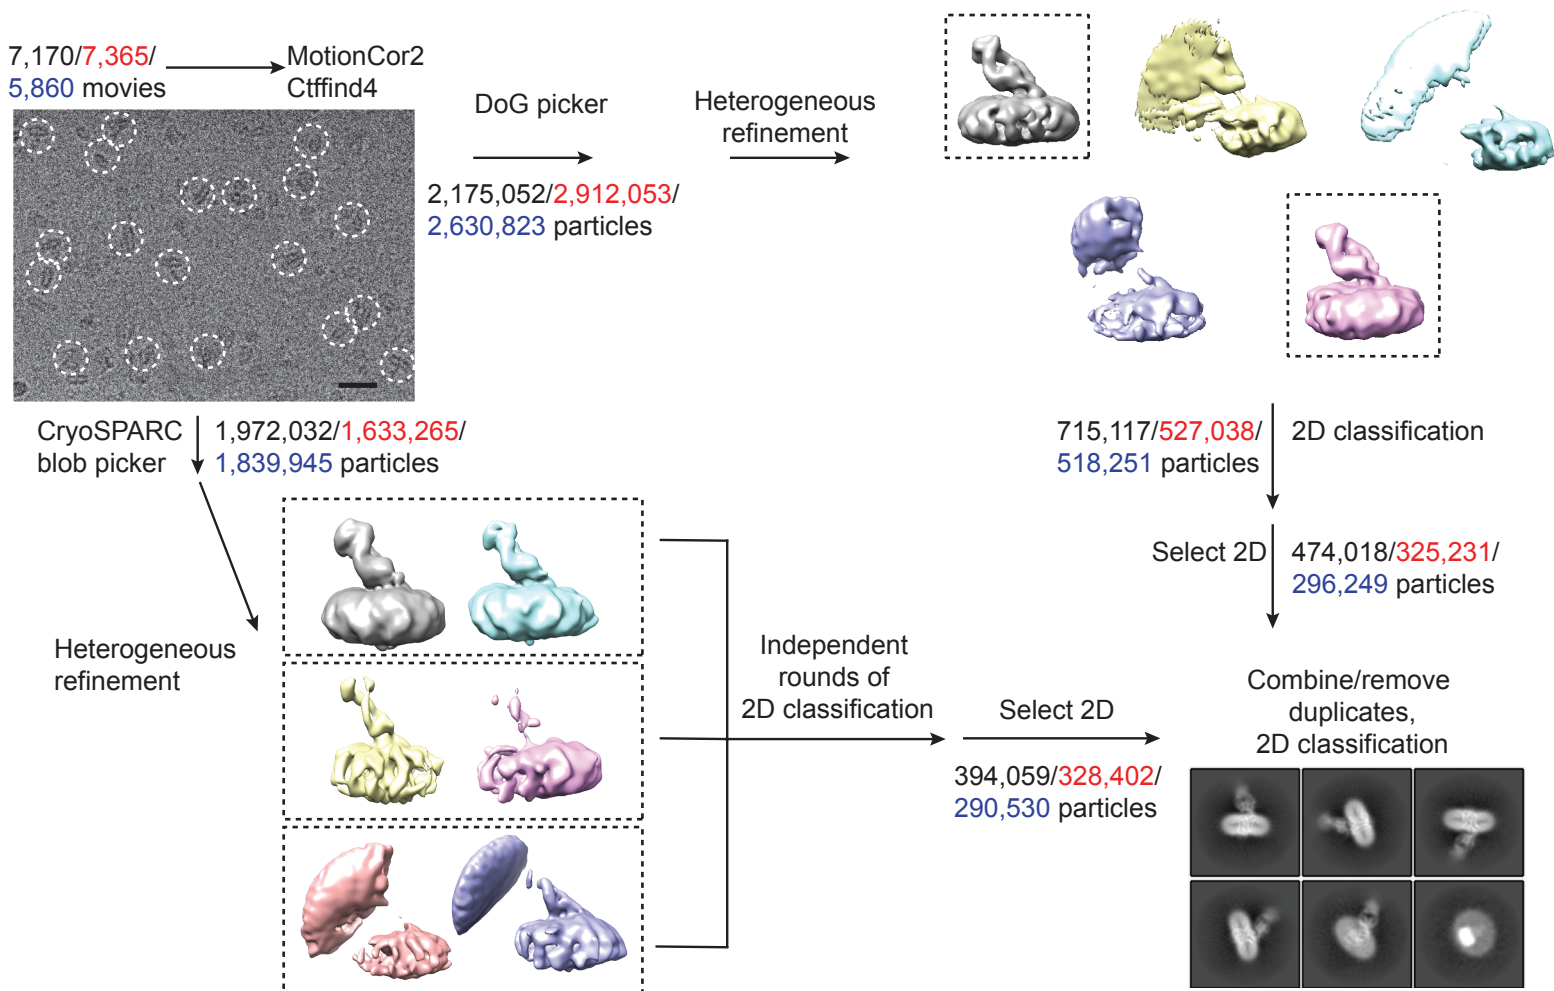 7,170/7,365/
5,860 movies
MotionCor2
Ctffind4
DoG picker
2,175,052/2,912,053/
2,630,823 particles
Heterogeneous
refinement
CryoSPARC
blob picker
1,972,032/1,633,265/
1,839,945 particles
715,117/527,038/
518,251 particles
2D classification
Select 2D
474,018/325,231/
296,249 particles
Heterogeneous
refinement
Independent
rounds of
2D classification
Select 2D
394,059/328,402/
290,530 particles
Combine/remove
duplicates,
2D classification